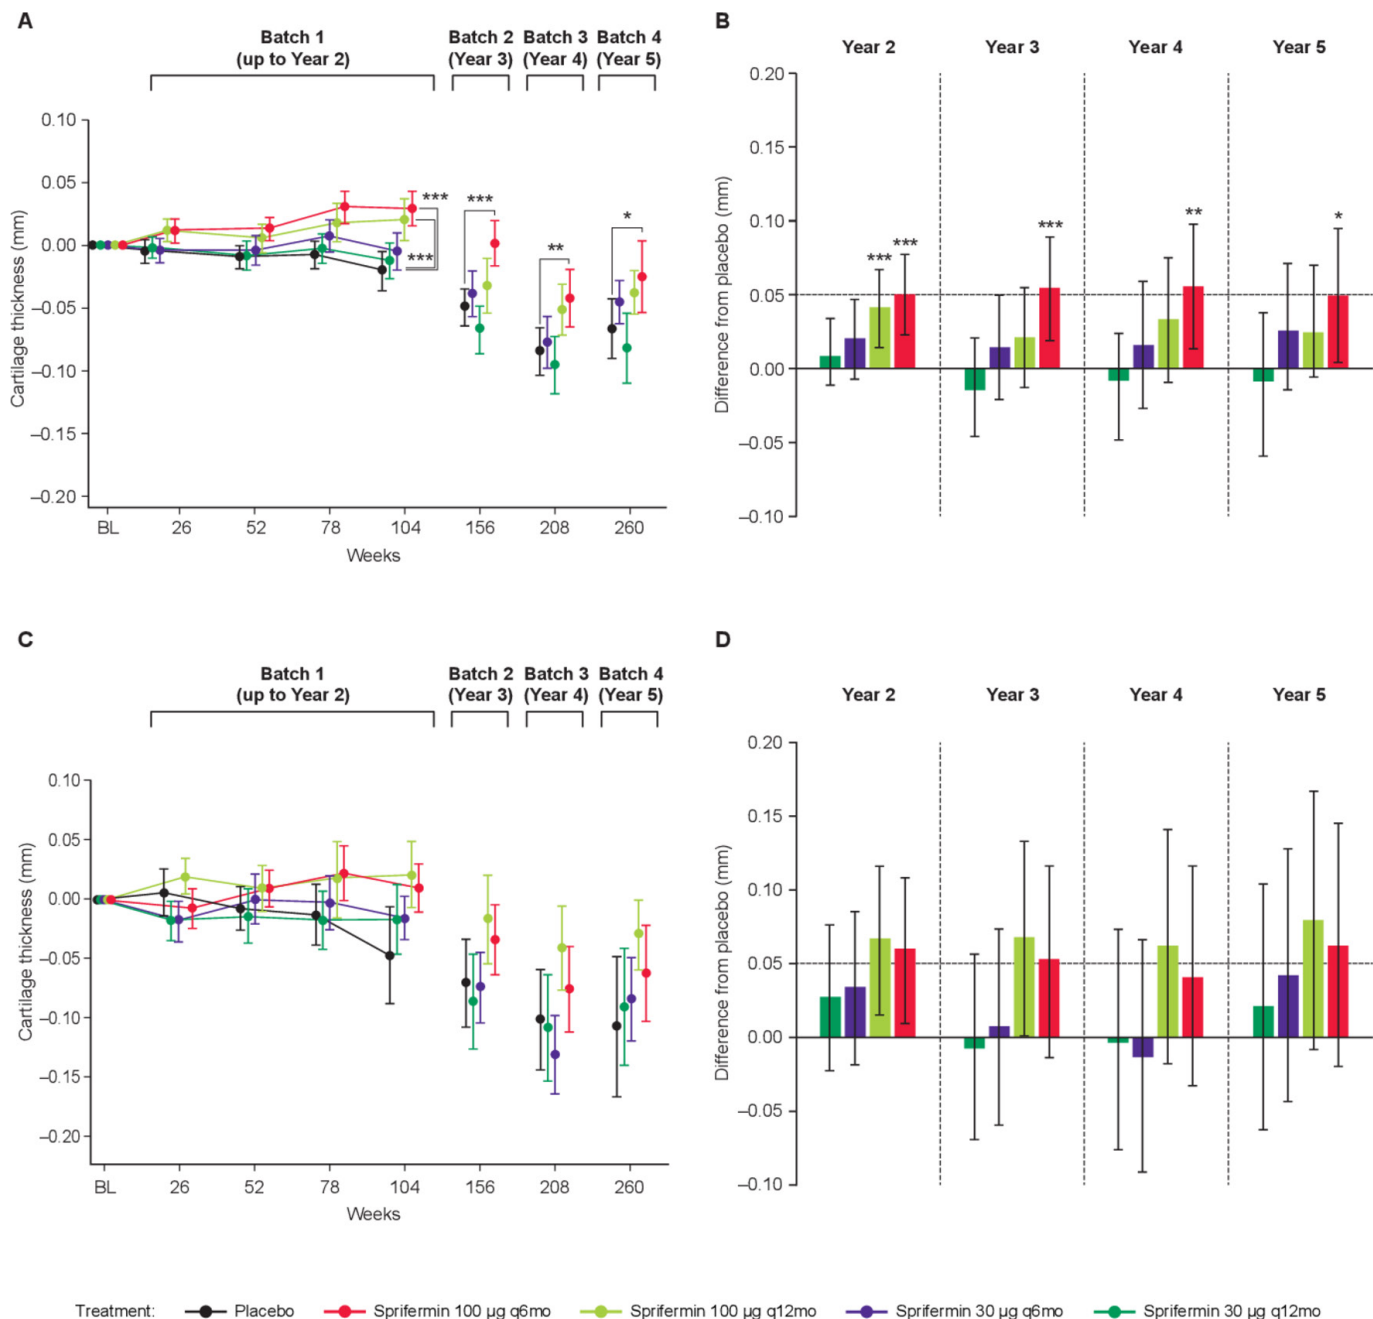 A
Batch 1
(up to Year 2)
Batch 2
(Year 3)
Batch 3
(Year 4)
Batch 4
(Year 5)
Cartilage thickness (mm)
0.10
0.05
0.00
–0.05
–0.10
–0.15
–0.20
***
***
***
**
*
BL
26
52
78
104
156
208
260
Weeks
B
Year 2
Year 3
Year 4
Year 5
Difference from placebo (mm)
0.20
0.15
0.10
0.05
0.00
–0.05
–0.10
***
***
***
**
*
C
Batch 1
(up to Year 2)
Batch 2
(Year 3)
Batch 3
(Year 4)
Batch 4
(Year 5)
Cartilage thickness (mm)
0.10
0.05
0.00
–0.05
–0.10
–0.15
–0.20
BL
26
52
78
104
156
208
260
Weeks
D
Year 2
Year 3
Year 4
Year 5
Difference from placebo (mm)
0.20
0.15
0.10
0.05
0.00
–0.05
–0.10
Treatment:
Placebo
Sprifermin 100 µg q6mo
Sprifermin 100 µg q12mo
Sprifermin 30 µg q6mo
Sprifermin 30 µg q12mo